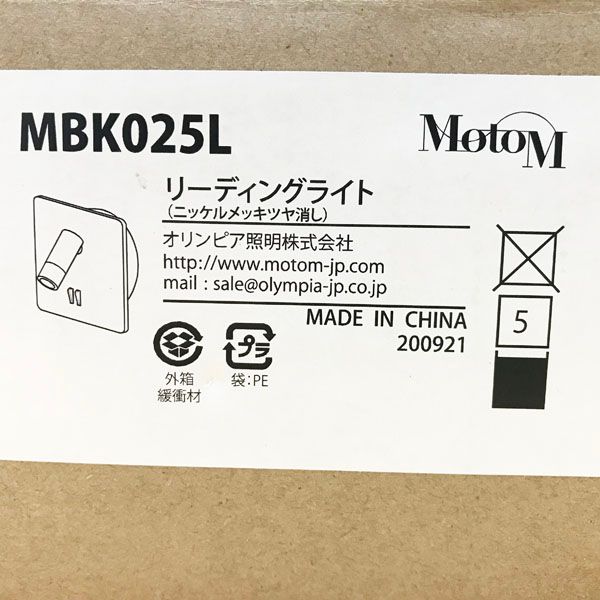 MBK025L
MotoM
リーディングライト
(ニッケルメッキツヤ消し)
オリンピア照明株式会社
http://www.motom-jp.com
mail : sale@olympia-jp.co.jp
MADE IN CHINA
200921
5
プラ
外箱
緩衝材
袋:PE